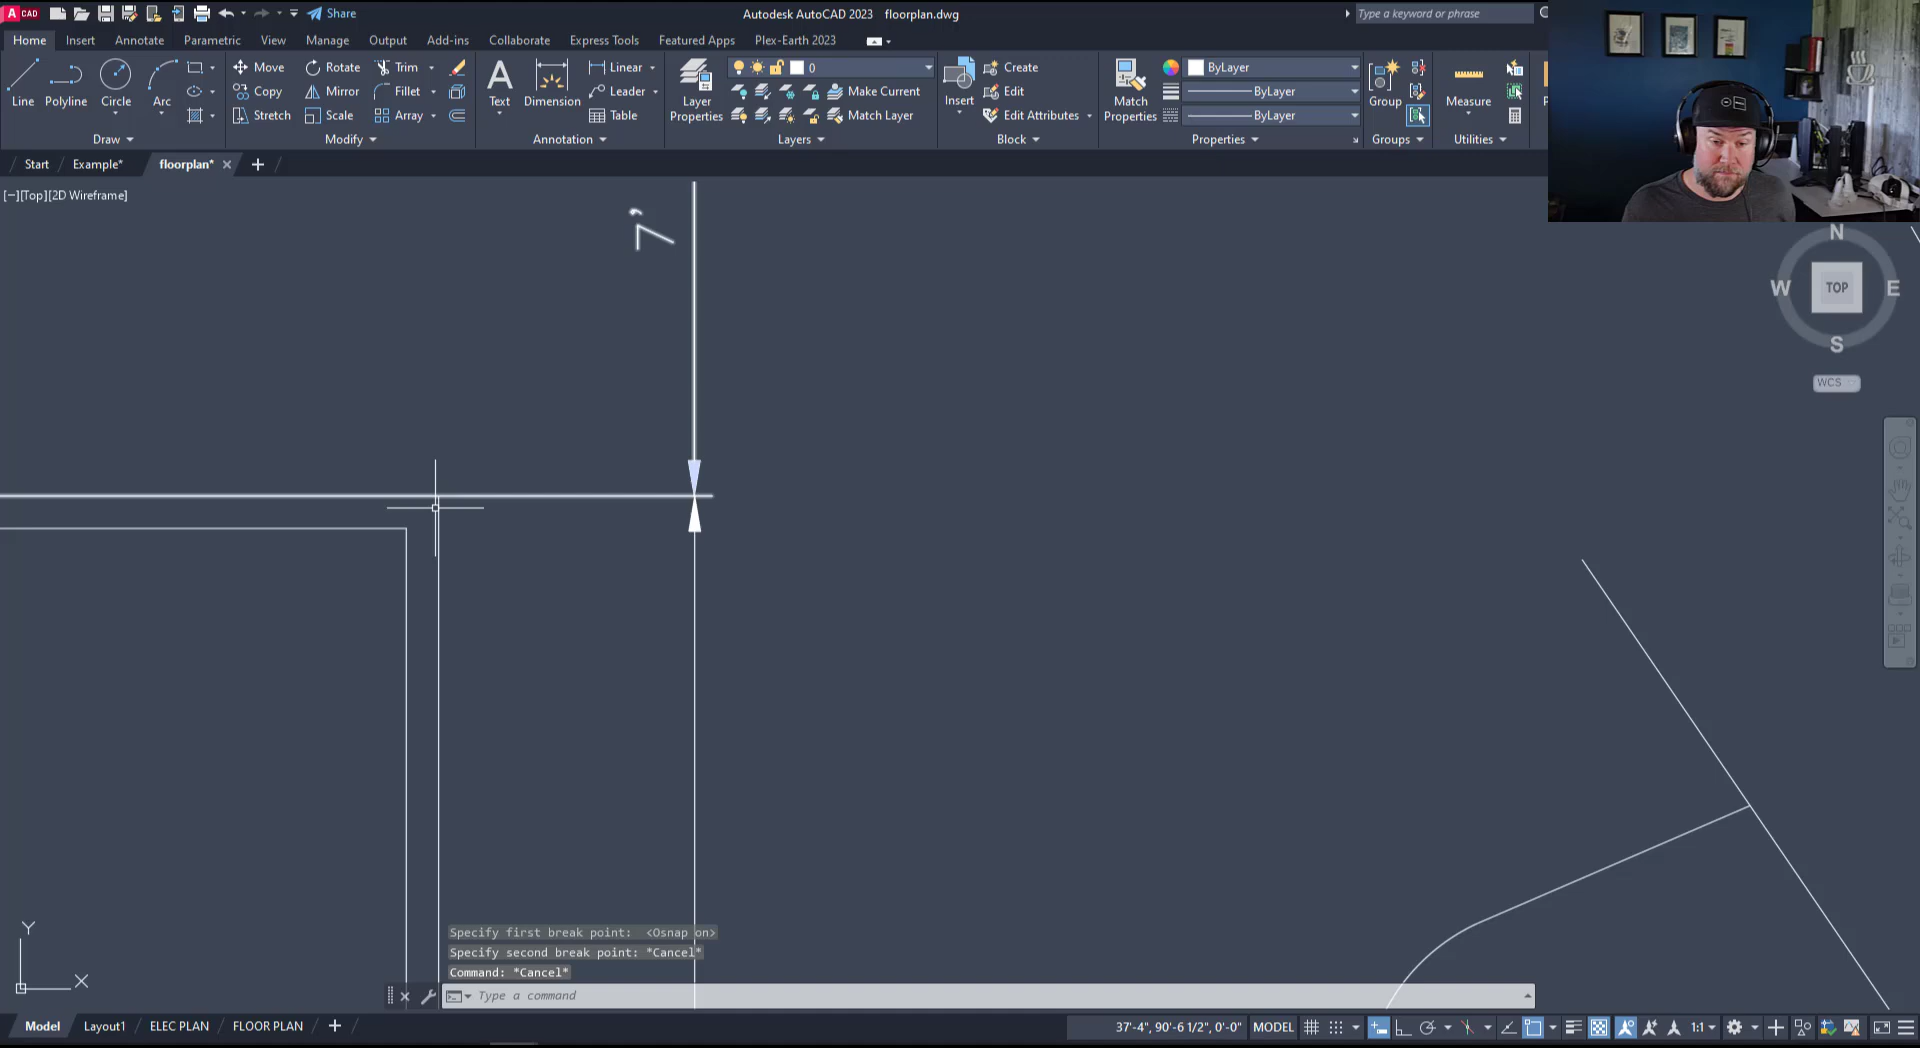 A CAD
Share
Autodesk AutoCAD 2023 floorplan.dwg
Type a keyword or phrase
Home Insert Annotate Parametric View Manage Output Add-ins Collaborate Express Tools Featured Apps Plex-Earth 2023
Line Polyline Circle Arc
Move Rotate Trim
Copy Mirror Fillet
Stretch Scale Array
Text Dimension
Linear
Leader
Table
Layer Properties
0
Make Current
Match Layer
Insert
Create
Edit
Edit Attributes
Match Properties
ByLayer
ByLayer
ByLayer
Group
Measure
Draw Modify Annotation Layers Block Properties Groups Utilities
Start Example* floorplan*
[−][Top][2D Wireframe]
7'
N
W TOP E
S
WCS
Y
X
Specify first break point: <Osnap on>
Specify second break point: *Cancel*
Command: *Cancel*
Type a command
Model Layout1 ELEC PLAN FLOOR PLAN
37'-4", 90'-6 1/2", 0'-0" MODEL 1:1